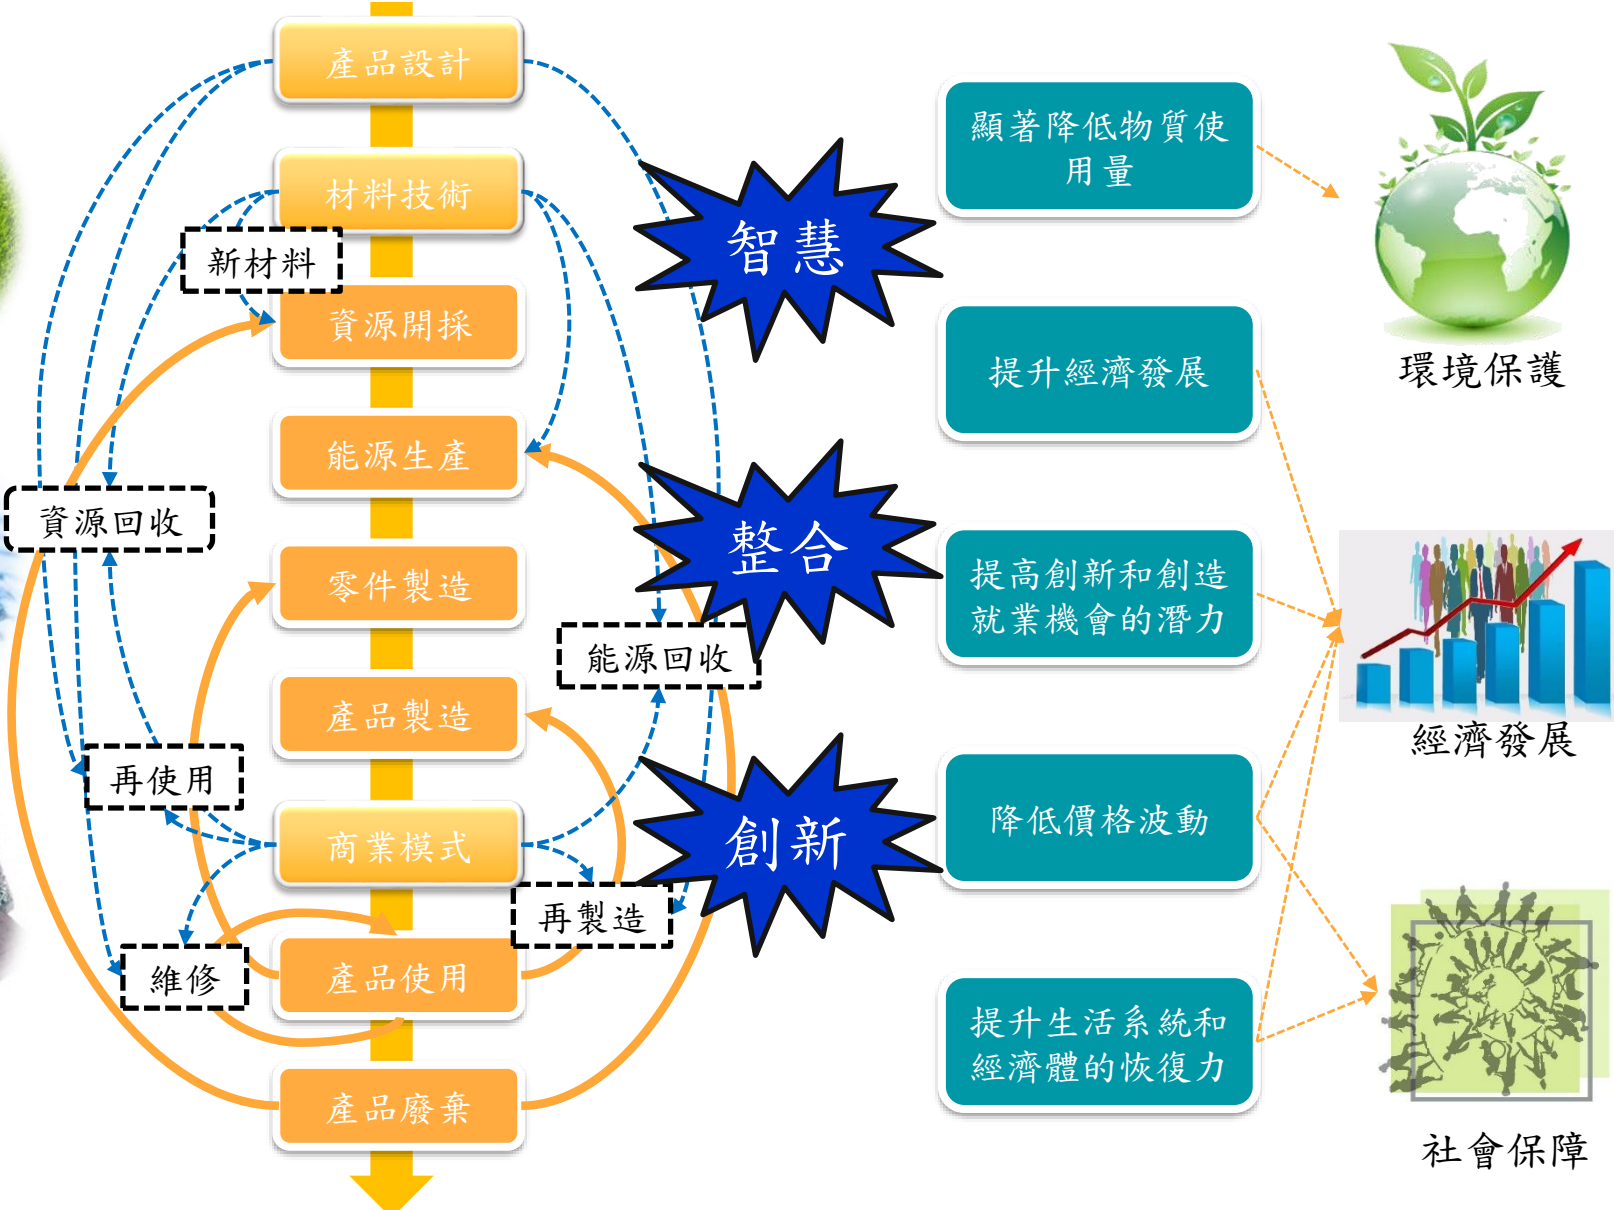 產品設計
材料技術
新材料
資源開採
能源生產
資源回收
零件製造
能源回收
產品製造
再使用
商業模式
再製造
維修
產品使用
產品廢棄
智慧
整合
創新
顯著降低物質使
用量
提升經濟發展
提高創新和創造
就業機會的潛力
降低價格波動
提升生活系統和
經濟體的恢復力
環境保護
經濟發展
社會保障